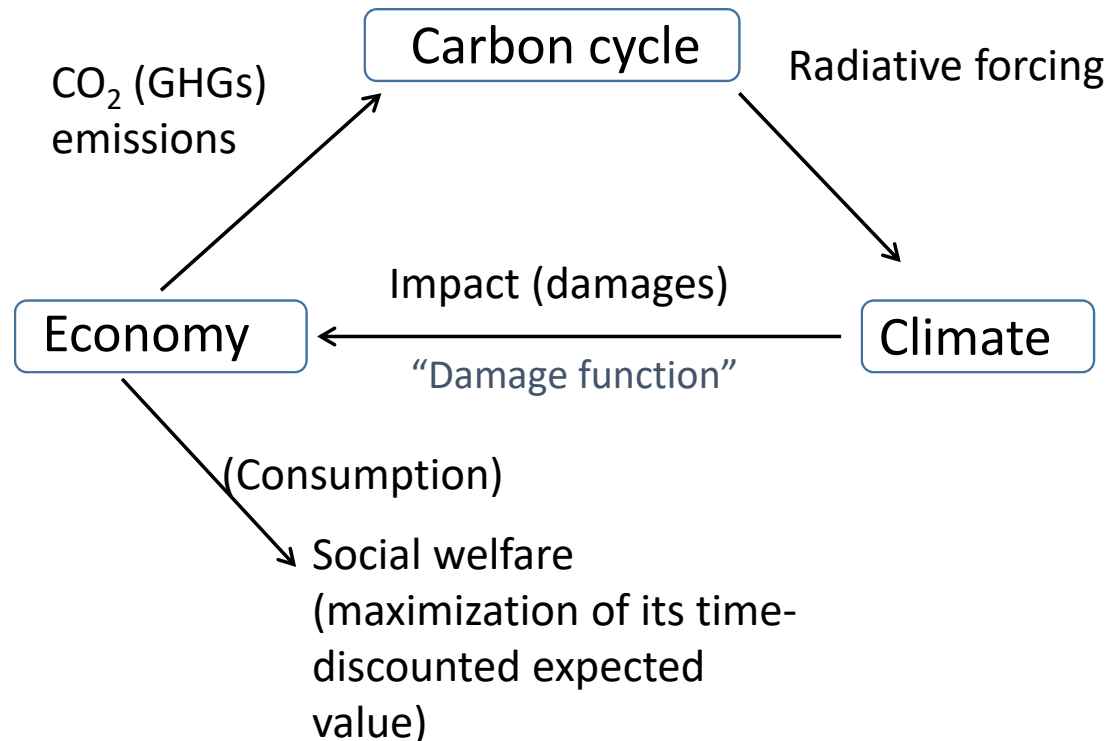 Carbon cycle
Radiative forcing
CO₂ (GHGs)
emissions
Impact (damages)
Economy
Climate
“Damage function”
(Consumption)
Social welfare
(maximization of its time-
discounted expected
value)